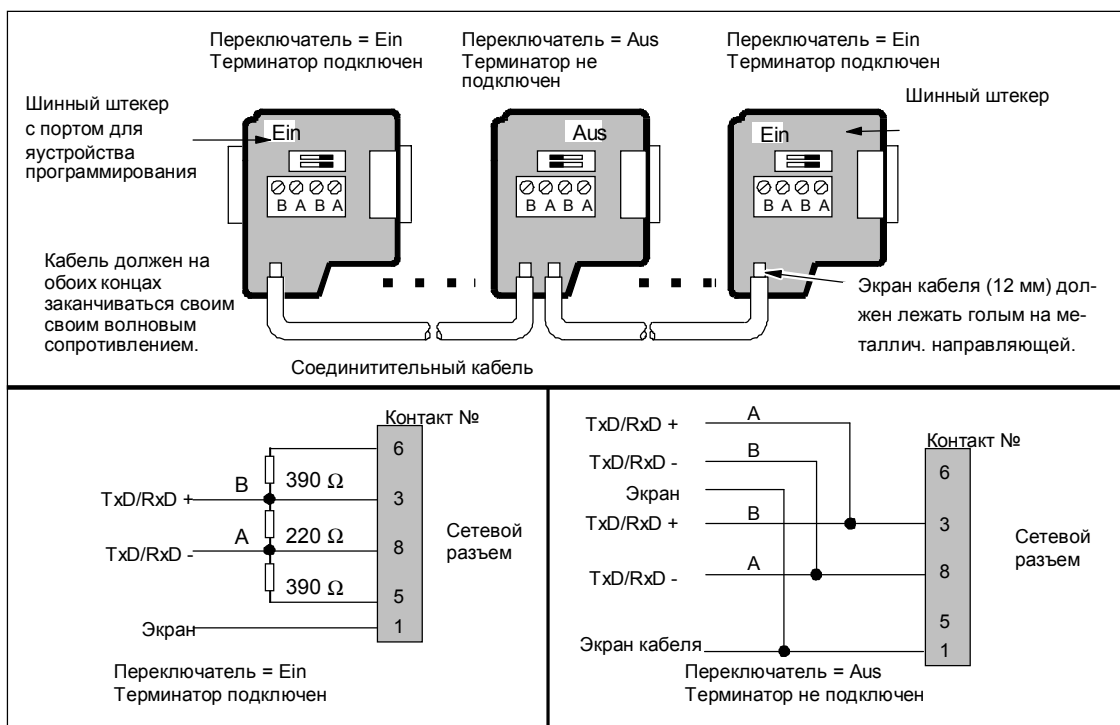 Переключатель = Ein
Терминатор подключен
Переключатель = Aus
Терминатор не
подключен
Переключатель = Ein
Терминатор подключен
Шинный штекер
с портом для
яустройства
программирования
Шинный штекер
Ein
Aus
Ein
B A B A
B A B A
B A B A
Кабель должен на
обоих концах
заканчиваться своим
своим волновым
сопротивлением.
Экран кабеля (12 мм) дол-
жен лежать голым на ме-
таллич. направляющей.
Соединитительный кабель
Контакт №
6
390 Ω
TxD/RxD +
B
3
220 Ω
TxD/RxD -
A
8
390 Ω
5
Экран
1
Сетевой
разъем
Переключатель = Ein
Терминатор подключен
TxD/RxD +
A
Контакт №
TxD/RxD -
B
6
Экран
TxD/RxD +
B
3
TxD/RxD -
A
8
5
Экран кабеля
1
Сетевой
разъем
Переключатель = Aus
Терминатор не подключен